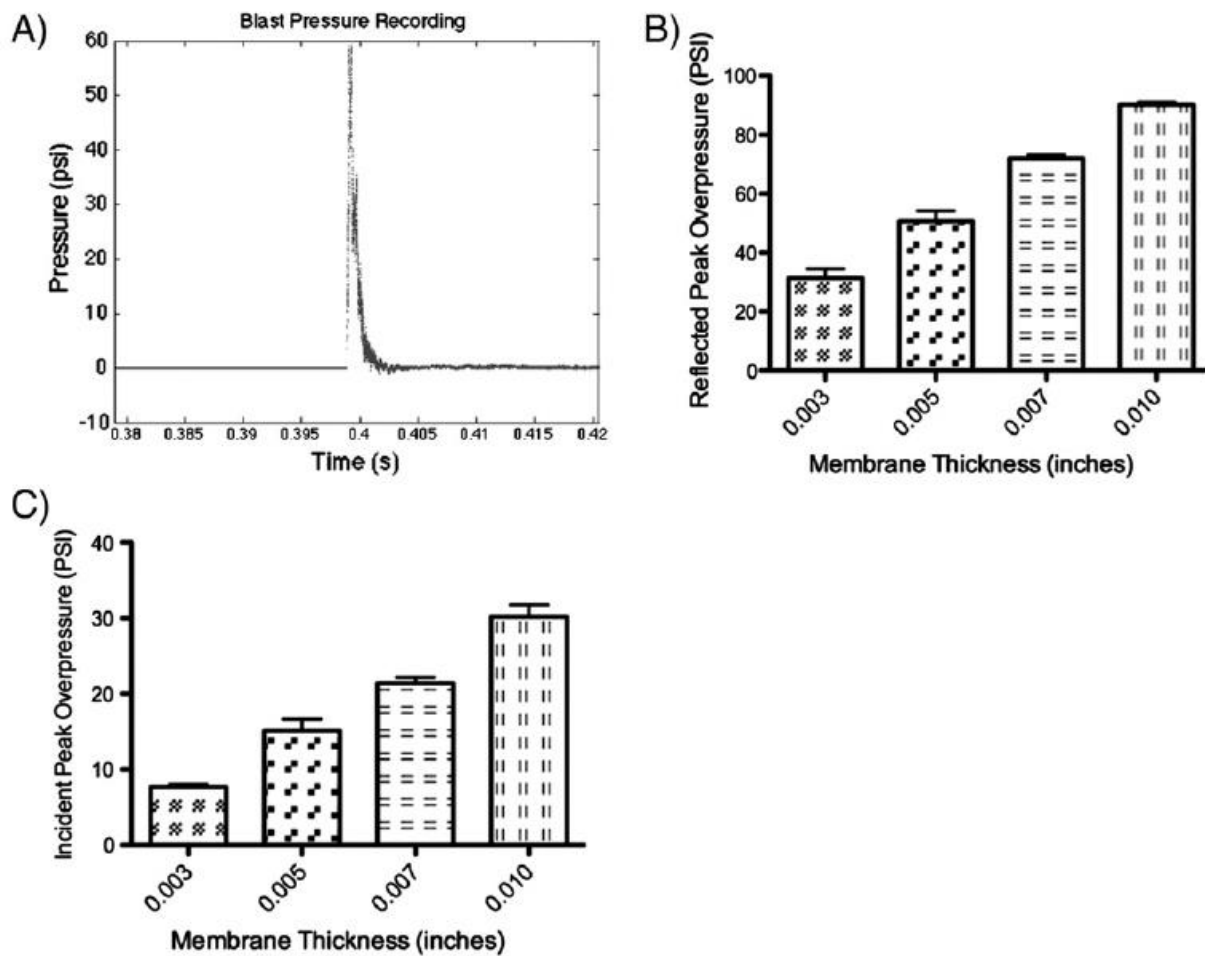 A)
Blast Pressure Recording
Pressure (psi)
60
50
40
30
20
10
0
-10
0.38 0.385 0.39 0.395 0.4 0.405 0.41 0.415 0.42
Time (s)
B)
Reflected Peak Overpressure (PSI)
100
80
60
40
20
0
0.003 0.005 0.007 0.010
Membrane Thickness (inches)
C)
Incident Peak Overpressure (PSI)
40
30
20
10
0
0.003 0.005 0.007 0.010
Membrane Thickness (inches)